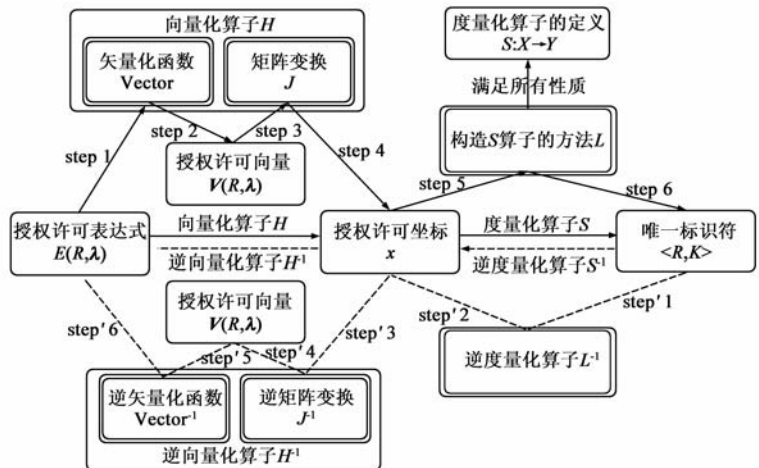 向量化算子H
矢量化函数
Vector
矩阵变换
J
度量化算子的定义
S:X→Y
满足所有性质
构造S算子的方法L
step 1
step 2
step 3
step 4
授权许可向量
V(R,λ)
step 5
step 6
授权许可表达式
E(R,λ)
向量化算子H
逆向量化算子H⁻¹
授权许可坐标
x
度量化算子S
逆度量化算子S⁻¹
唯一标识符
<R,K>
授权许可向量
V(R,λ)
step'6
step'5
step'4
step'3
step'2
step'1
逆度量化算子L⁻¹
逆矢量化函数
Vector⁻¹
逆矩阵变换
J⁻¹
逆向量化算子H⁻¹